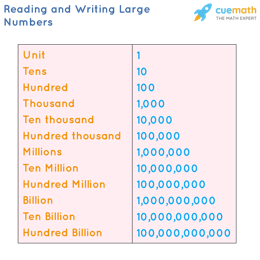 Reading and Writing Large
Numbers
cuemath
THE MATH EXPERT
Unit 1
Tens 10
Hundred 100
Thousand 1,000
Ten thousand 10,000
Hundred thousand 100,000
Millions 1,000,000
Ten Million 10,000,000
Hundred Million 100,000,000
Billion 1,000,000,000
Ten Billion 10,000,000,000
Hundred Billion 100,000,000,000